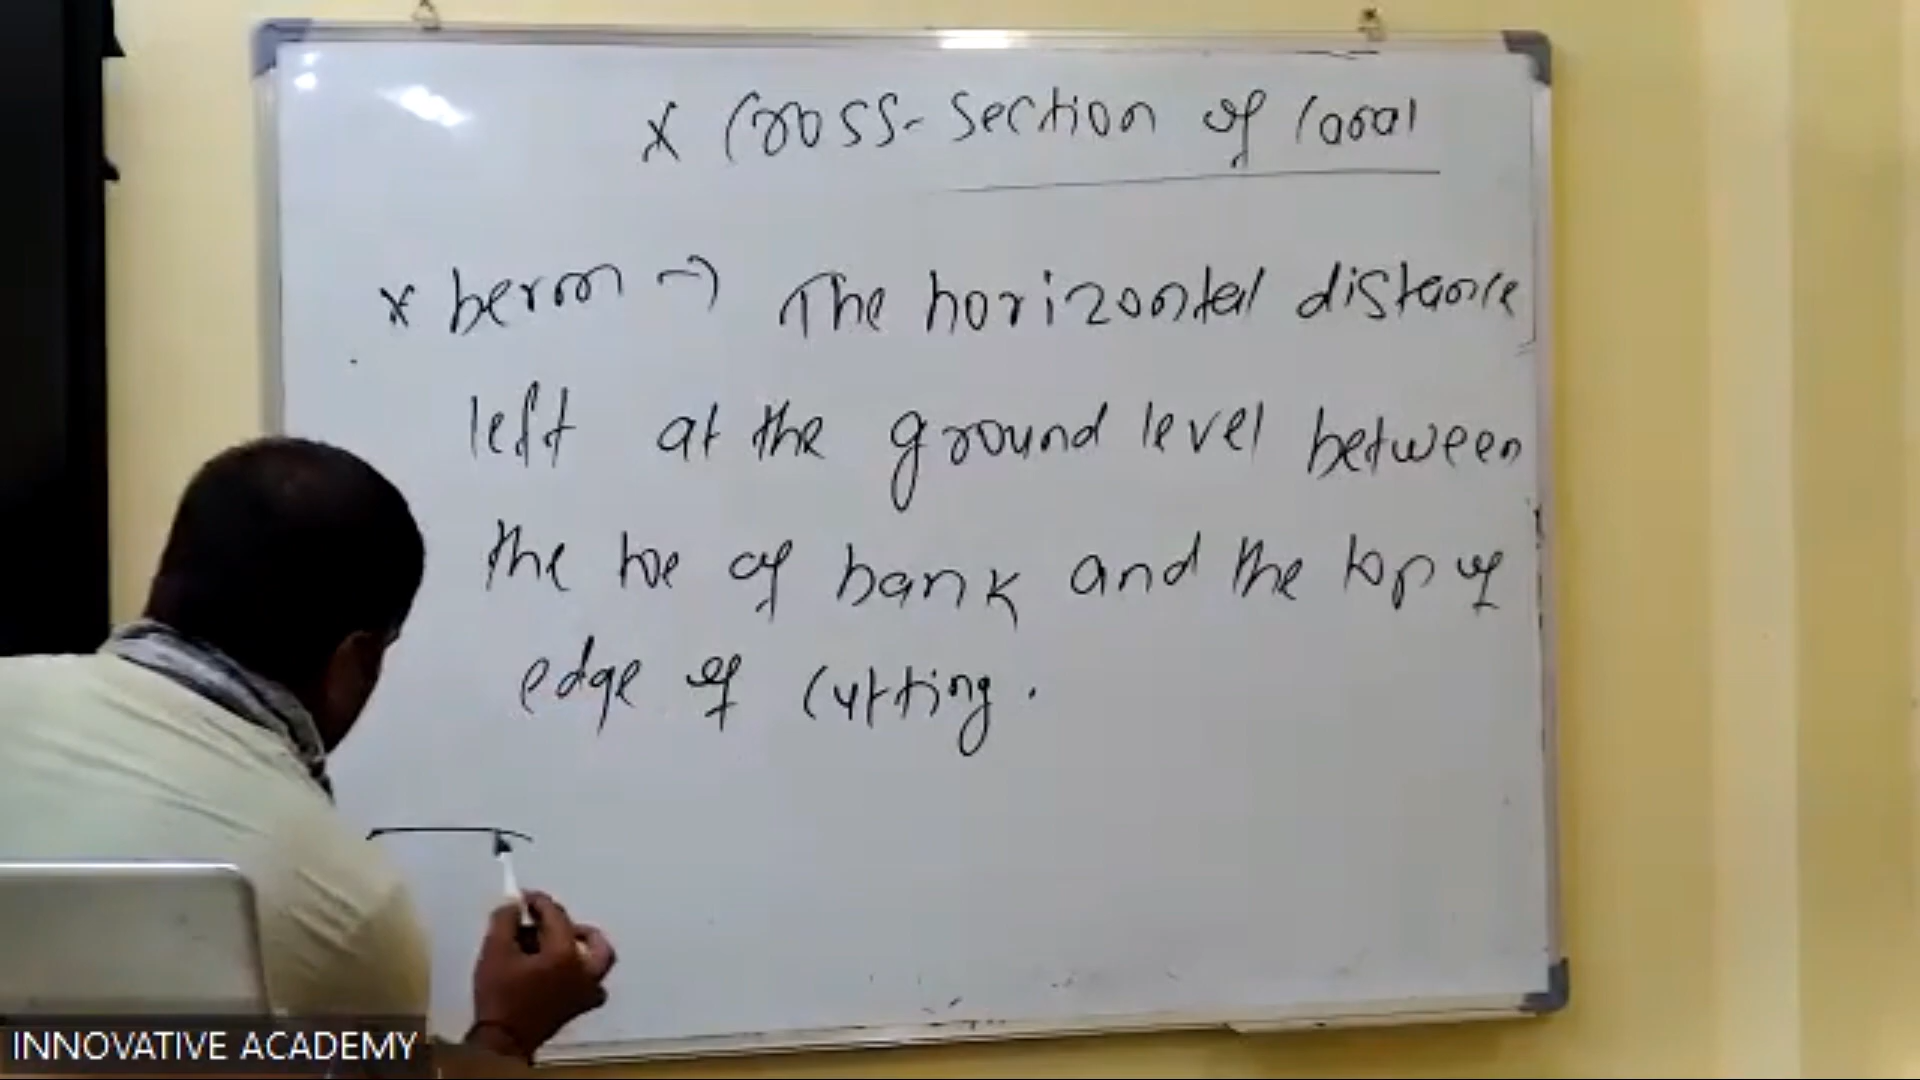 x Cross-section of Canal
x berm → The horizontal distance
left at the ground level between
the toe of bank and the top of
edge of cutting.
INNOVATIVE ACADEMY